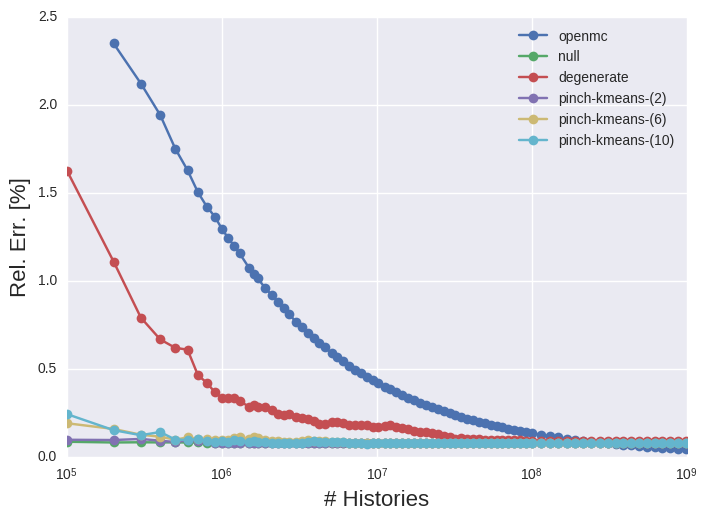 2.5
2.0
1.5
1.0
0.5
0.0
Rel. Err. [%]
openmc
null
degenerate
pinch-kmeans-(2)
pinch-kmeans-(6)
pinch-kmeans-(10)
10⁵ 10⁶ 10⁷ 10⁸ 10⁹
# Histories